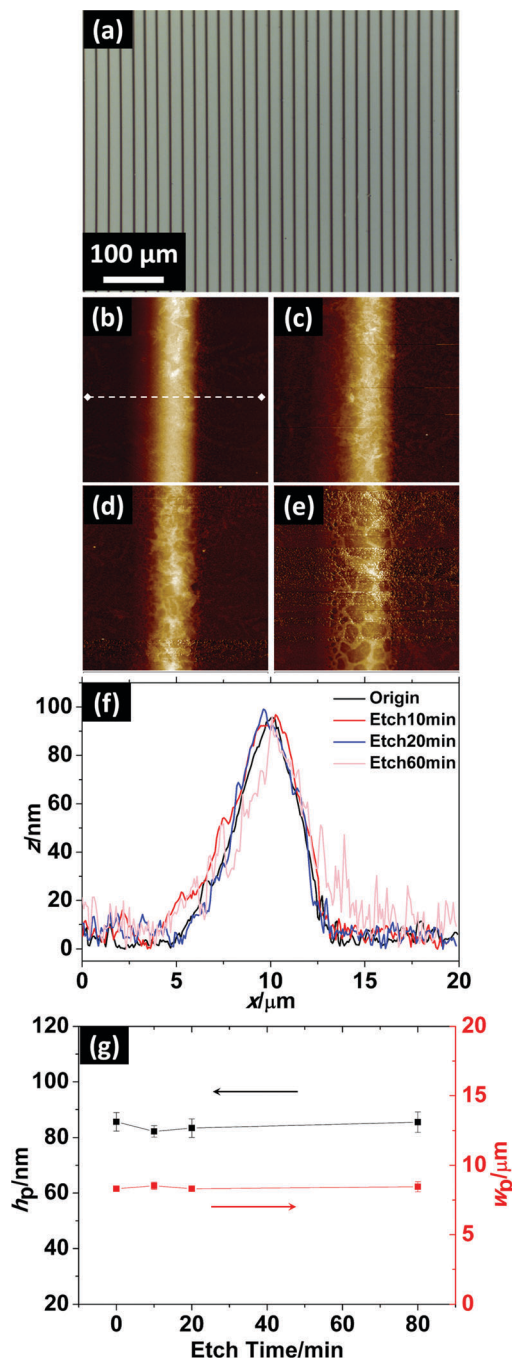 (a)
100 µm
(b)
(c)
(d)
(e)
(f)
Origin
Etch10min
Etch20min
Etch60min
z/nm
100
80
60
40
20
0
0 5 10 15 20
x/µm
(g)
hp/nm
120
100
80
60
40
20
20
15
10
5
0
wp/µm
0 20 40 60 80
Etch Time/min